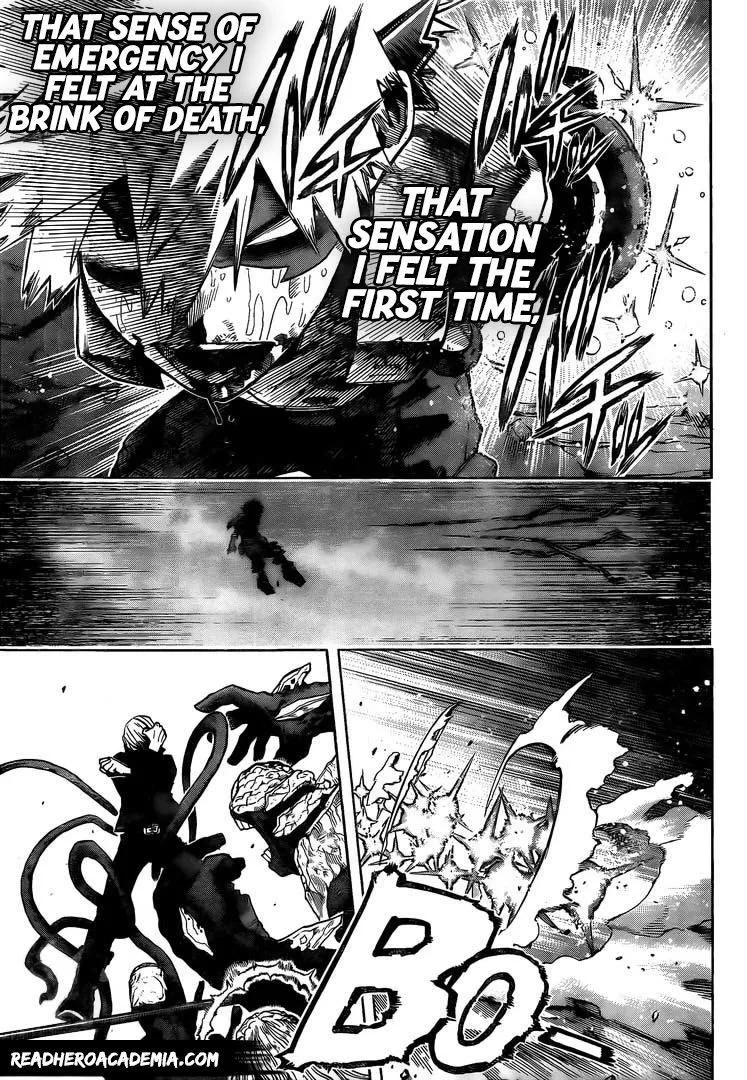 THAT SENSE OF
EMERGENCY I
FELT AT THE
BRINK OF DEATH,
THAT
SENSATION
I FELT THE
FIRST TIME,
BO-
READHEROACADEMIA.COM